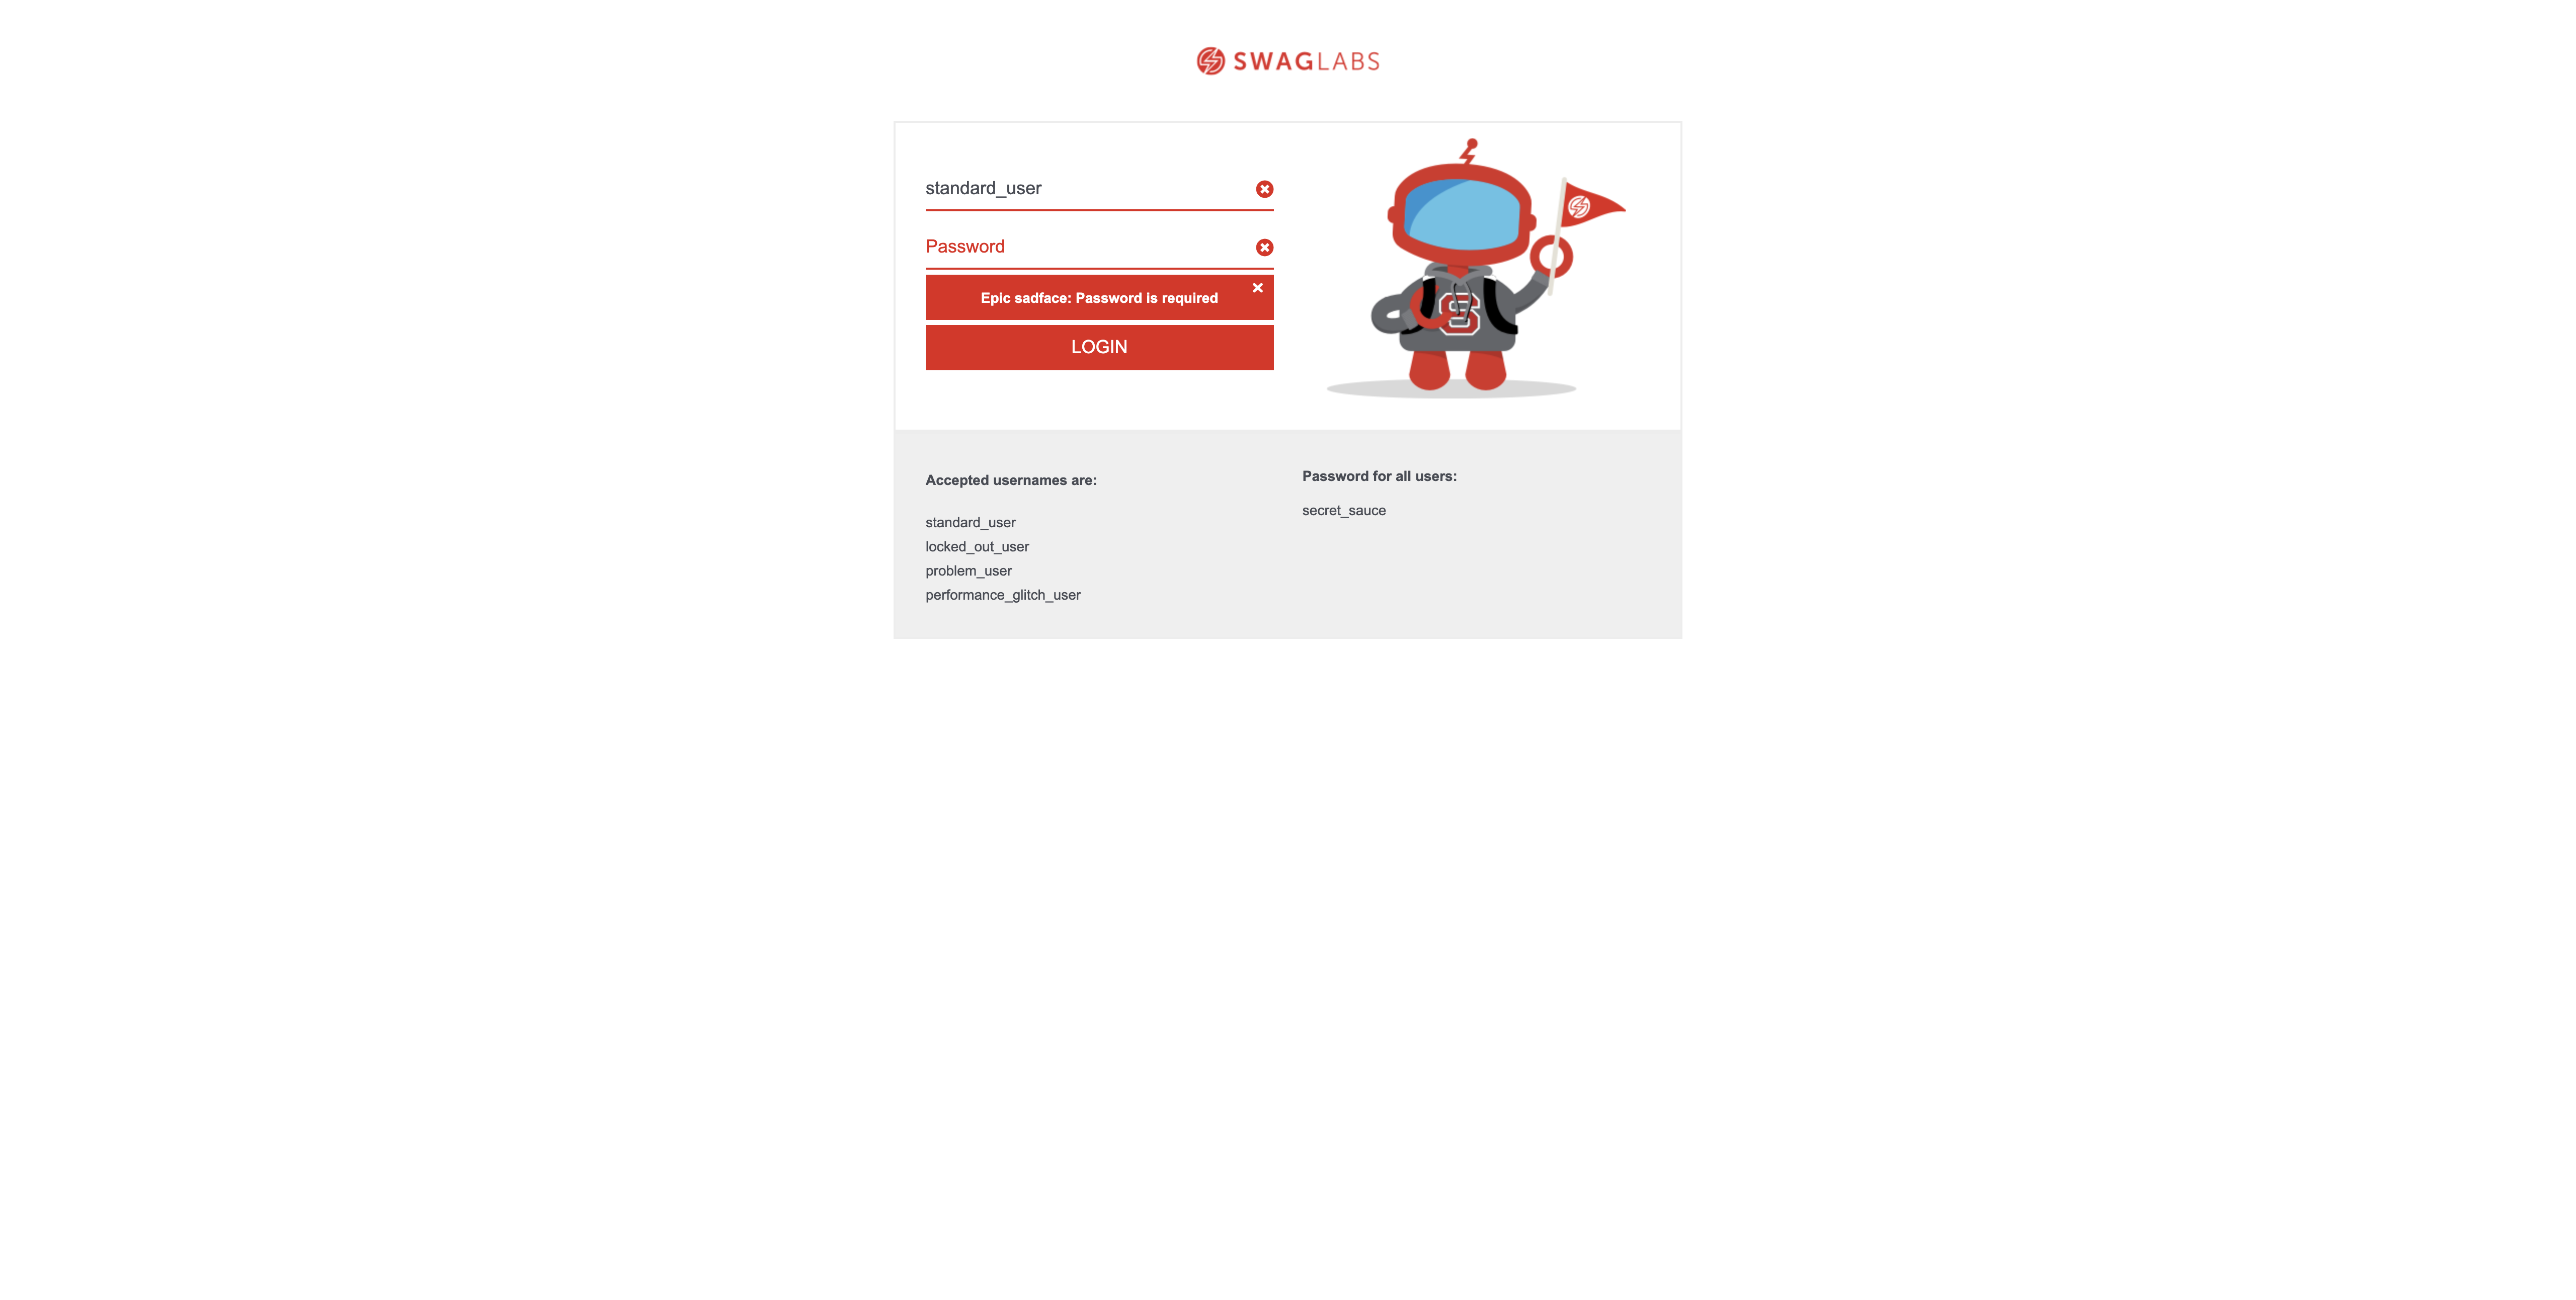 SWAGLABS
standard_user
Password
Epic sadface: Password is required
LOGIN
Accepted usernames are:
standard_user
locked_out_user
problem_user
performance_glitch_user
Password for all users:
secret_sauce